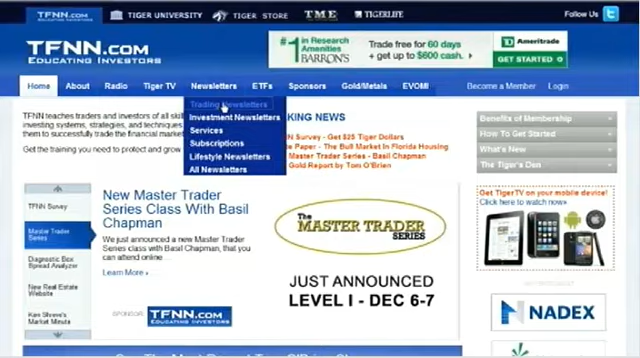 TFNN.COM
EDUCATING INVESTORS
TIGER UNIVERSITY
TIGER STORE
TME
TIGERLIFE
Follow Us
TFNN.COM
EDUCATING INVESTORS
#1 in Research
Amenities
BARRON'S
Trade free for 60 days
+ get up to $600 cash.
TD Ameritrade
GET STARTED
Home About Radio Tiger TV Newsletters ETFs Sponsors Gold/Metals EVOMI Become a Member Login
Trading Newsletters
Investment Newsletters
Services
Subscriptions
Lifestyle Newsletters
All Newsletters
TFNN teaches traders and investors of all
investing systems, strategies, and techniques
them to successfully trade the financial
Get the training you need to protect and grow
KING NEWS
Survey - Get $25 Tiger Dollars
Paper - The Bull Market In Florida Housing
Master Trader Series - Basil Chapman
Gold Report by Tom O'Brien
Benefits of Membership
How To Get Started
Why TFNN
The Tiger's Den
TFNN Survey
Master Trader
Series
Diagnostic Box
Spread Analyzer
New Real Estate
Website
Ken Shreve's
Market Minute
New Master Trader
Series Class With Basil
Chapman
We just announced a new Master Trader
Series class with Basil Chapman, that you
can attend online ...
Learn More
SPONSOR:
TFNN.COM
EDUCATING INVESTORS
The
MASTER TRADER
SERIES
JUST ANNOUNCED
LEVEL I - DEC 6-7
Get TigerTV on your mobile device!
Click here to watch now
NADEX